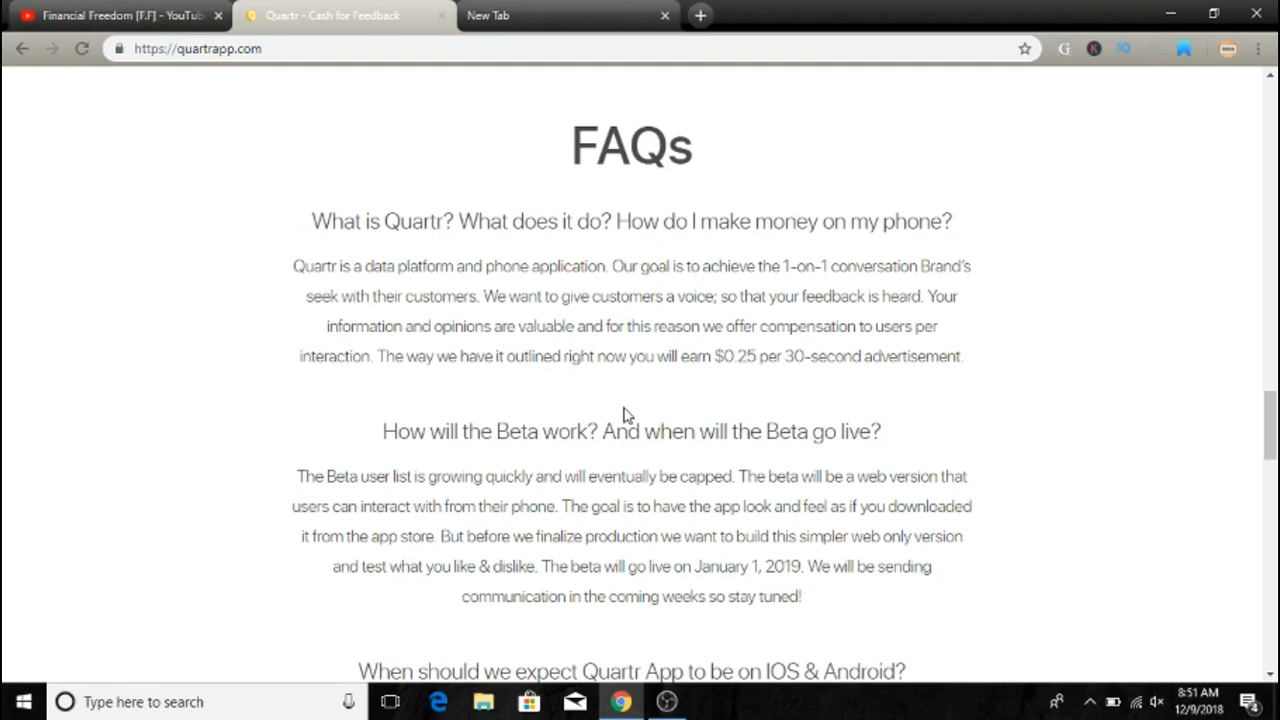 Financial Freedom [F.F] - YouTub
Quartr - Cash for Feedback
New Tab
https://quartrapp.com
FAQs
What is Quartr? What does it do? How do I make money on my phone?
Quartr is a data platform and phone application. Our goal is to achieve the 1-on-1 conversation Brand's
seek with their customers. We want to give customers a voice; so that your feedback is heard. Your
information and opinions are valuable and for this reason we offer compensation to users per
interaction. The way we have it outlined right now you will earn $0.25 per 30-second advertisement.
How will the Beta work? And when will the Beta go live?
The Beta user list is growing quickly and will eventually be capped. The beta will be a web version that
users can interact with from their phone. The goal is to have the app look and feel as if you downloaded
it from the app store. But before we finalize production we want to build this simpler web only version
and test what you like & dislike. The beta will go live on January 1, 2019. We will be sending
communication in the coming weeks so stay tuned!
When should we expect Quartr App to be on IOS & Android?
Type here to search
8:51 AM
12/9/2018
4